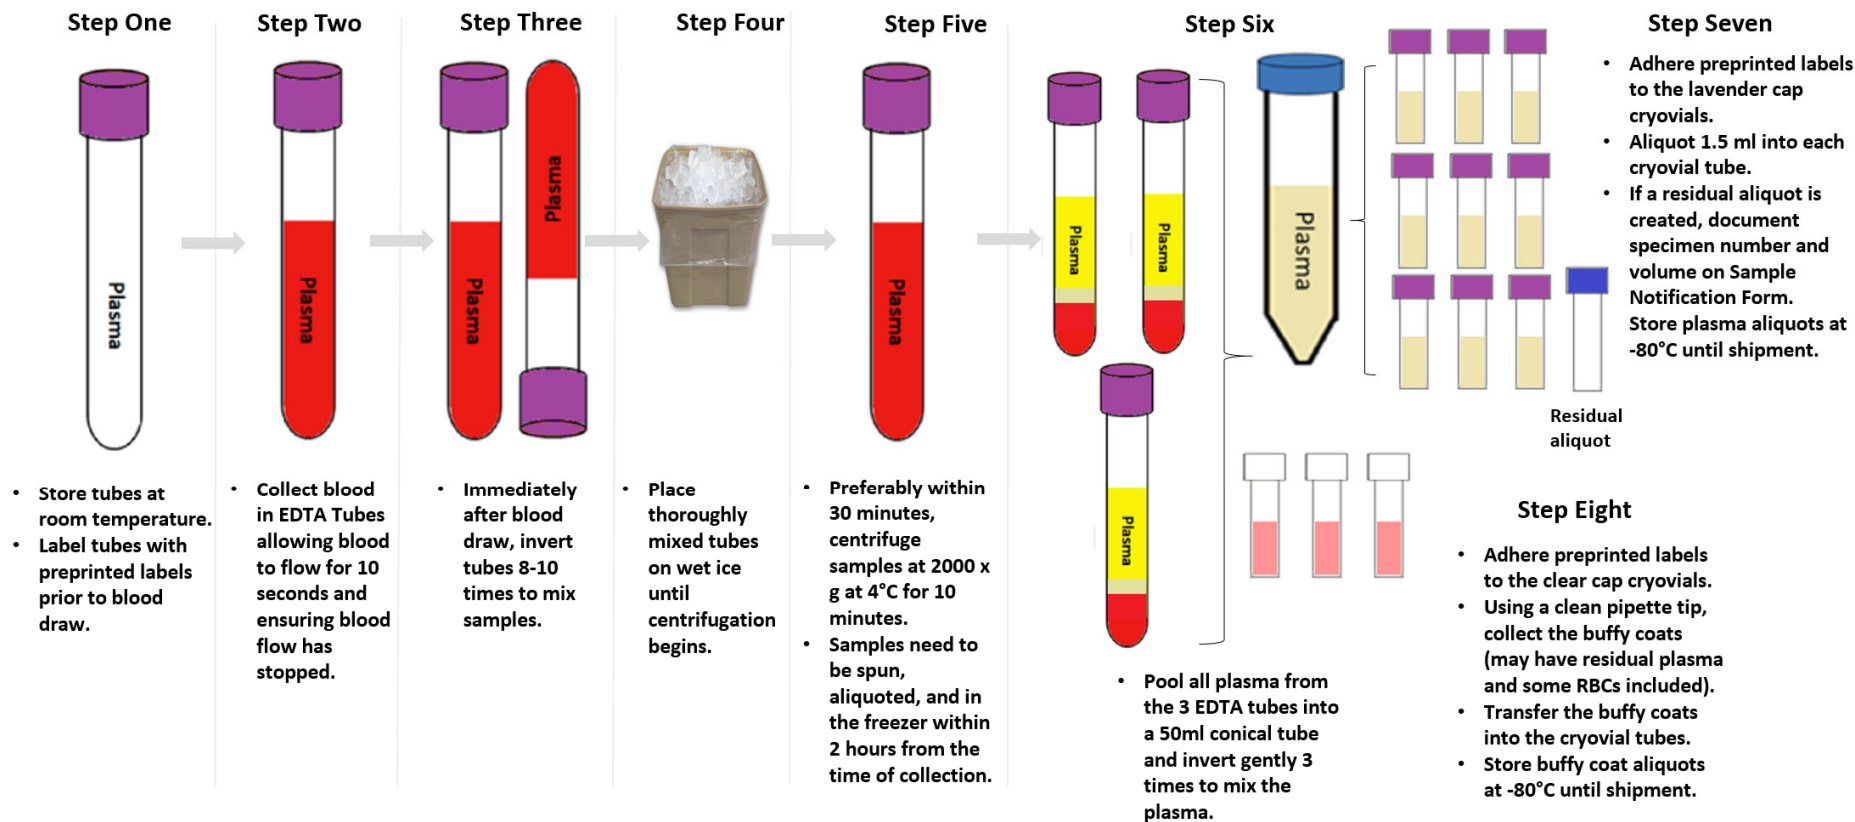 Step One
Plasma
• Store tubes at
room temperature.
• Label tubes with
preprinted labels
prior to blood
draw.
Step Two
Plasma
• Collect blood
in EDTA Tubes
allowing blood
to flow for 10
seconds and
ensuring blood
flow has
stopped.
Step Three
Plasma
Plasma
• Immediately
after blood
draw, invert
tubes 8-10
times to mix
samples.
Step Four
• Place
thoroughly
mixed tubes
on wet ice
until
centrifugation
begins.
Step Five
Plasma
• Preferably within
30 minutes,
centrifuge
samples at 2000 x
g at 4°C for 10
minutes.
• Samples need to
be spun,
aliquoted, and in
the freezer within
2 hours from the
time of collection.
Step Six
Plasma
Plasma
Plasma
Plasma
• Pool all plasma from
the 3 EDTA tubes into
a 50ml conical tube
and invert gently 3
times to mix the
plasma.
Step Seven
• Adhere preprinted labels
to the lavender cap
cryovials.
• Aliquot 1.5 ml into each
cryovial tube.
• If a residual aliquot is
created, document
specimen number and
volume on Sample
Notification Form.
Store plasma aliquots at
-80°C until shipment.
Residual
aliquot
Step Eight
• Adhere preprinted labels
to the clear cap cryovials.
• Using a clean pipette tip,
collect the buffy coats
(may have residual plasma
and some RBCs included).
• Transfer the buffy coats
into the cryovial tubes.
• Store buffy coat aliquots
at -80°C until shipment.